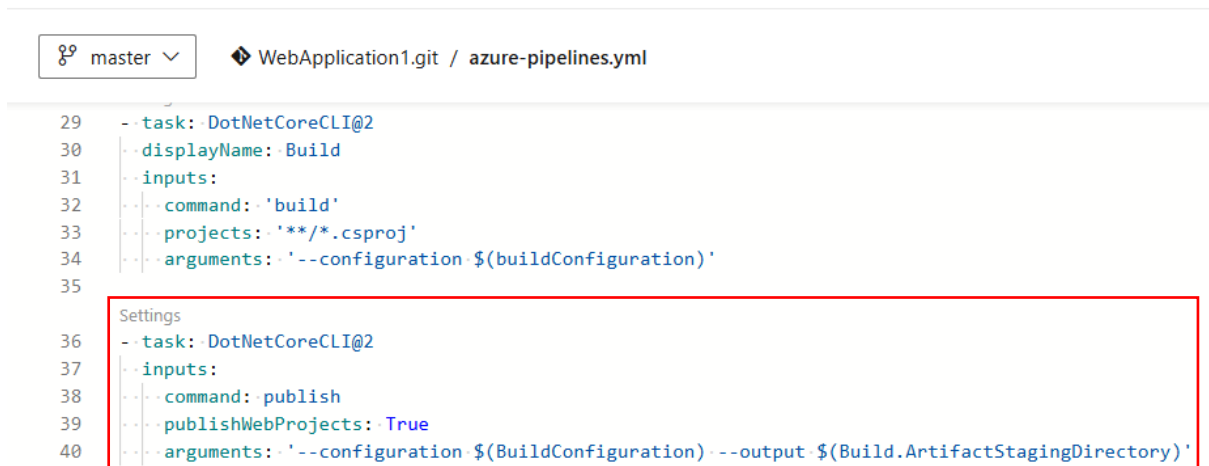 master WebApplication1.git / azure-pipelines.yml
29 - task: DotNetCoreCLI@2
30 displayName: Build
31 inputs:
32 command: 'build'
33 projects: '**/*.csproj'
34 arguments: '--configuration $(buildConfiguration)'
35
Settings
36 - task: DotNetCoreCLI@2
37 inputs:
38 command: publish
39 publishWebProjects: True
40 arguments: '--configuration $(BuildConfiguration) --output $(Build.ArtifactStagingDirectory)'